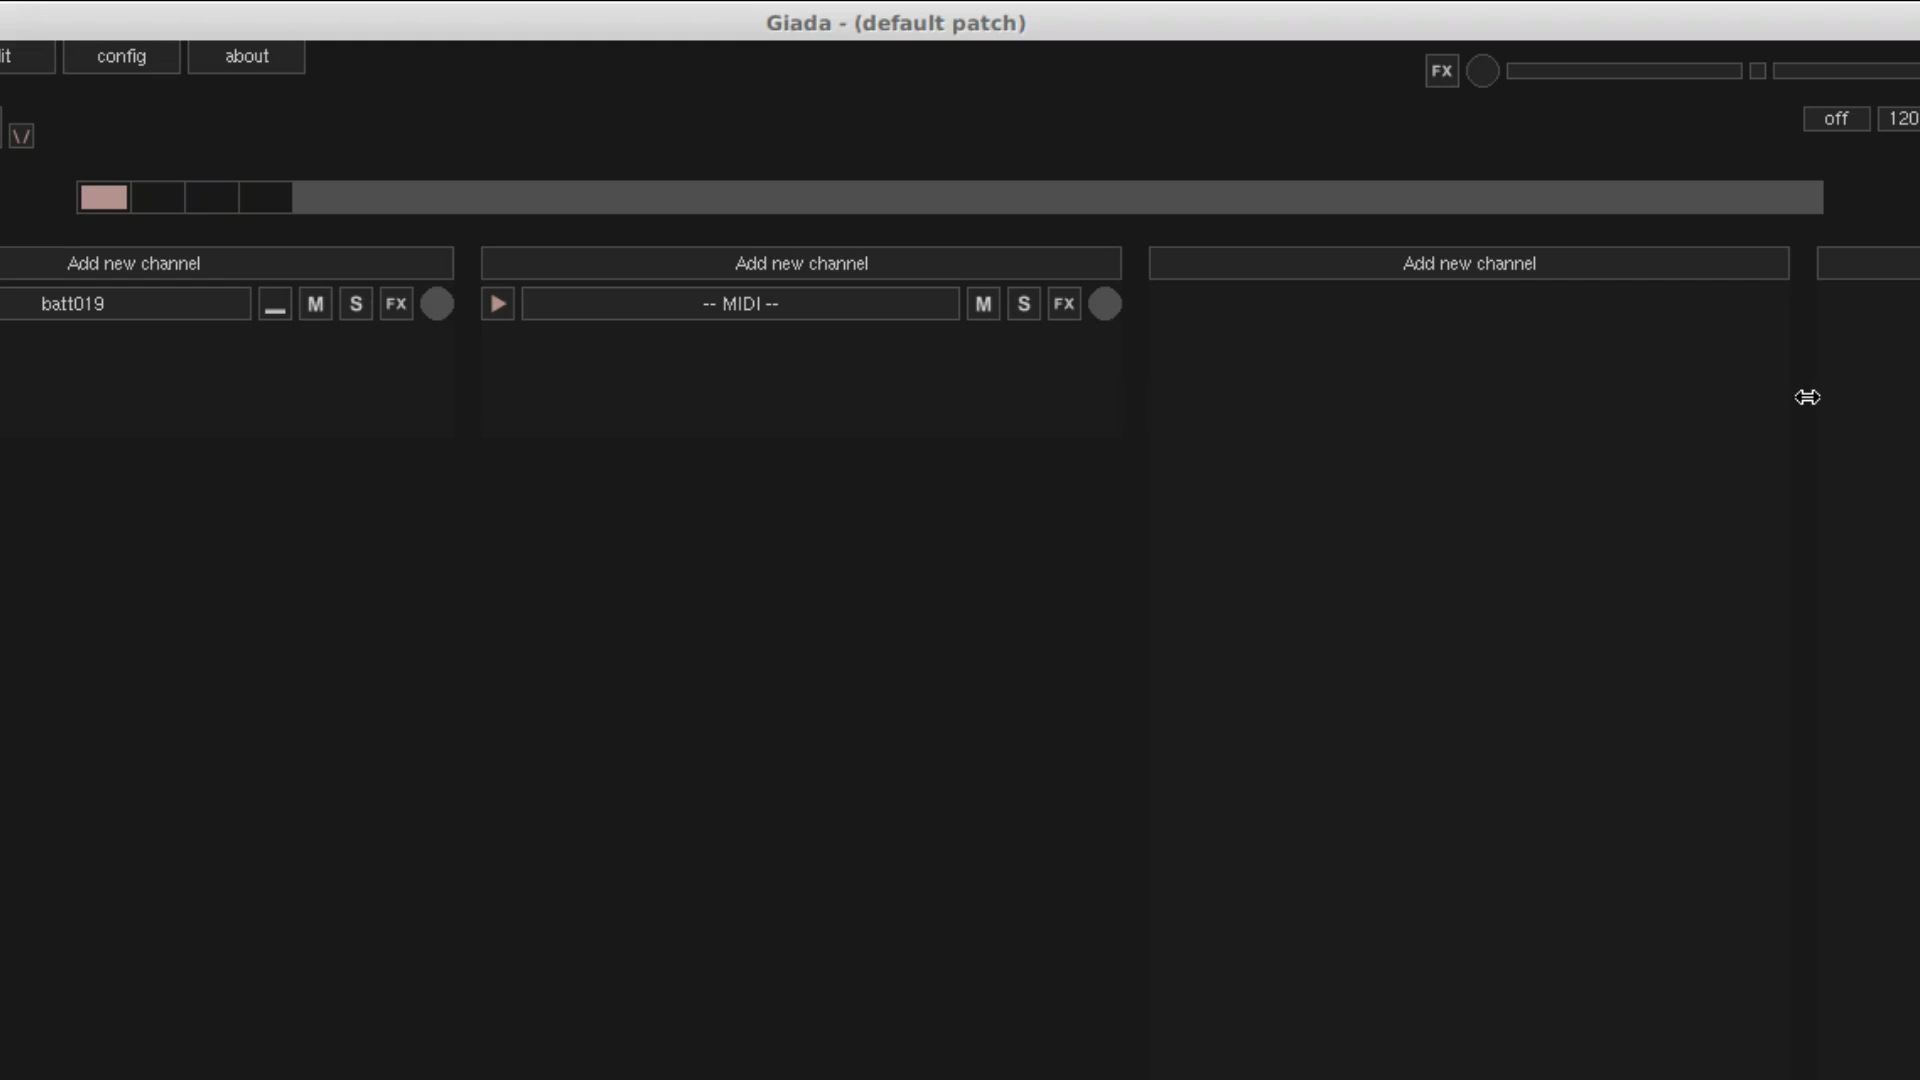 Giada - (default patch)
config
about
FX
off
120
Add new channel
Add new channel
Add new channel
batt019
M
S
FX
-- MIDI --
M
S
FX